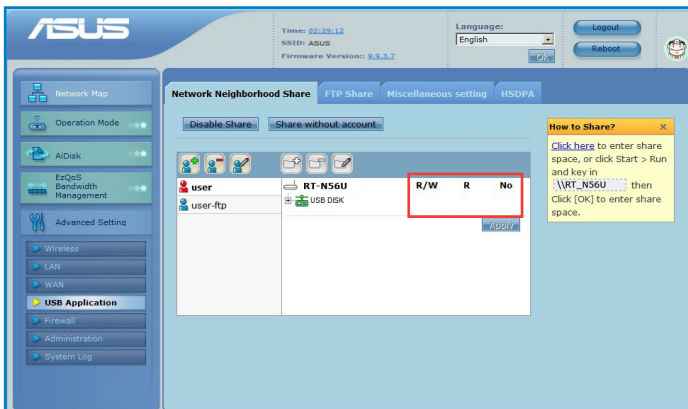 ASUS
Time: 02:29:12
SSID: ASUS
Firmware Version:: 9.9.3.7
Language:
English
OK
Logout
Reboot
Network Map
Operation Mode
AiDisk
EzQoS
Bandwidth
Management
Advanced Setting
Wireless
LAN
WAN
USB Application
Firewall
Administration
System Log
Network Neighborhood Share FTP Share Miscellaneous setting HSDPA
Disable Share Share without account
user
user-ftp
RT-N56U R/W R No
USB DISK
Apply
How to Share? x
Click here to enter share
space, or click Start > Run
and key in
\\RT_N56U then
Click [OK] to enter share
space.